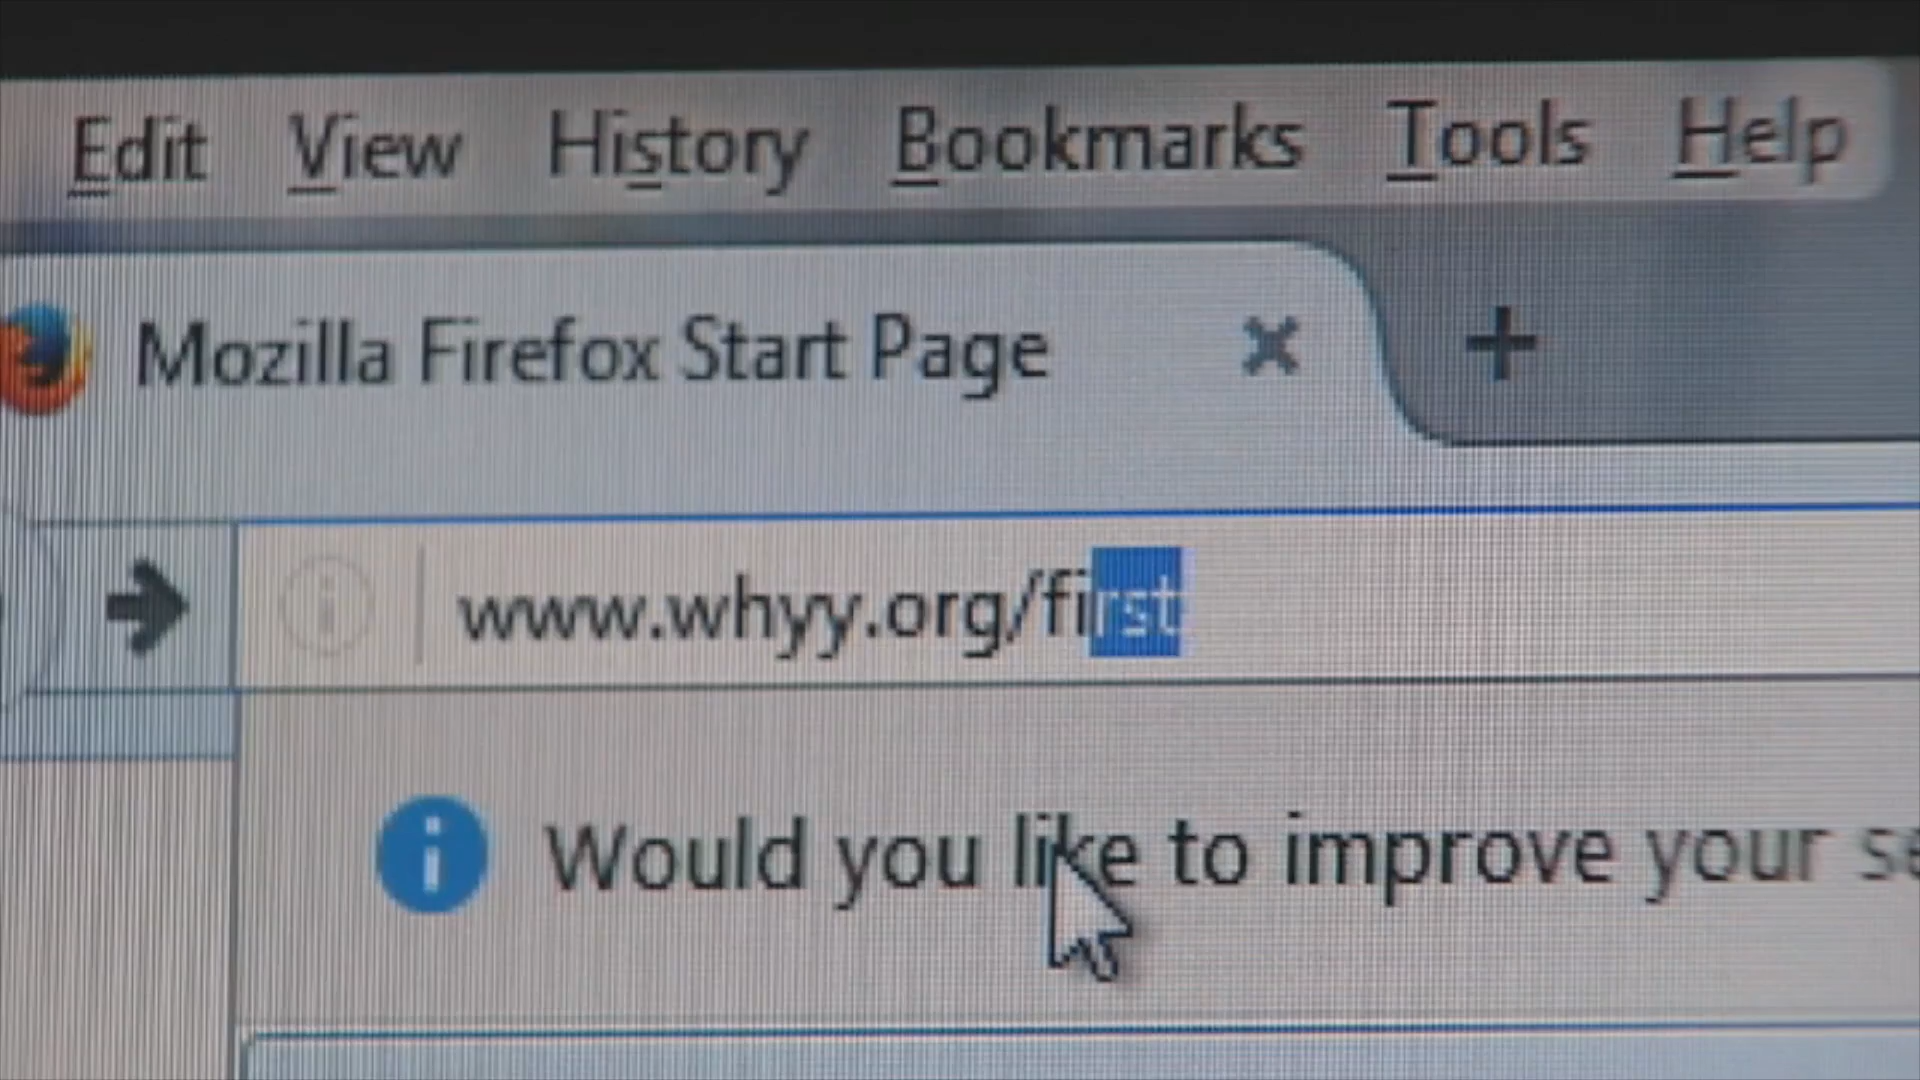 Edit View History Bookmarks Tools Help
Mozilla Firefox Start Page
www.whyy.org/first
Would you like to improve your